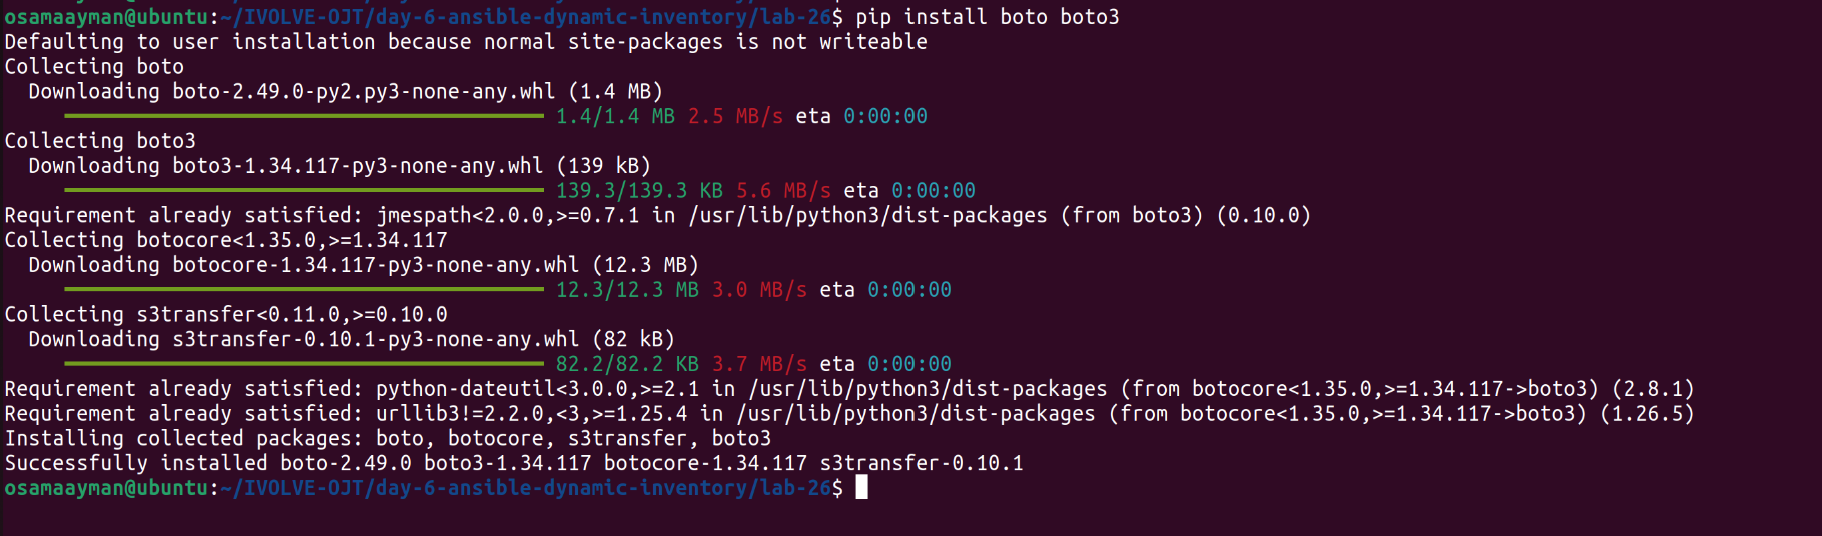 osamaayman@ubuntu:~/IVOLVE-OJT/day-6-ansible-dynamic-inventory/lab-26$ pip install boto boto3
Defaulting to user installation because normal site-packages is not writeable
Collecting boto
  Downloading boto-2.49.0-py2.py3-none-any.whl (1.4 MB)
1.4/1.4 MB 2.5 MB/s eta 0:00:00
Collecting boto3
  Downloading boto3-1.34.117-py3-none-any.whl (139 kB)
139.3/139.3 KB 5.6 MB/s eta 0:00:00
Requirement already satisfied: jmespath<2.0.0,>=0.7.1 in /usr/lib/python3/dist-packages (from boto3) (0.10.0)
Collecting botocore<1.35.0,>=1.34.117
  Downloading botocore-1.34.117-py3-none-any.whl (12.3 MB)
12.3/12.3 MB 3.0 MB/s eta 0:00:00
Collecting s3transfer<0.11.0,>=0.10.0
  Downloading s3transfer-0.10.1-py3-none-any.whl (82 kB)
82.2/82.2 KB 3.7 MB/s eta 0:00:00
Requirement already satisfied: python-dateutil<3.0.0,>=2.1 in /usr/lib/python3/dist-packages (from botocore<1.35.0,>=1.34.117->boto3) (2.8.1)
Requirement already satisfied: urllib3!=2.2.0,<3,>=1.25.4 in /usr/lib/python3/dist-packages (from botocore<1.35.0,>=1.34.117->boto3) (1.26.5)
Installing collected packages: boto, botocore, s3transfer, boto3
Successfully installed boto-2.49.0 boto3-1.34.117 botocore-1.34.117 s3transfer-0.10.1
osamaayman@ubuntu:~/IVOLVE-OJT/day-6-ansible-dynamic-inventory/lab-26$